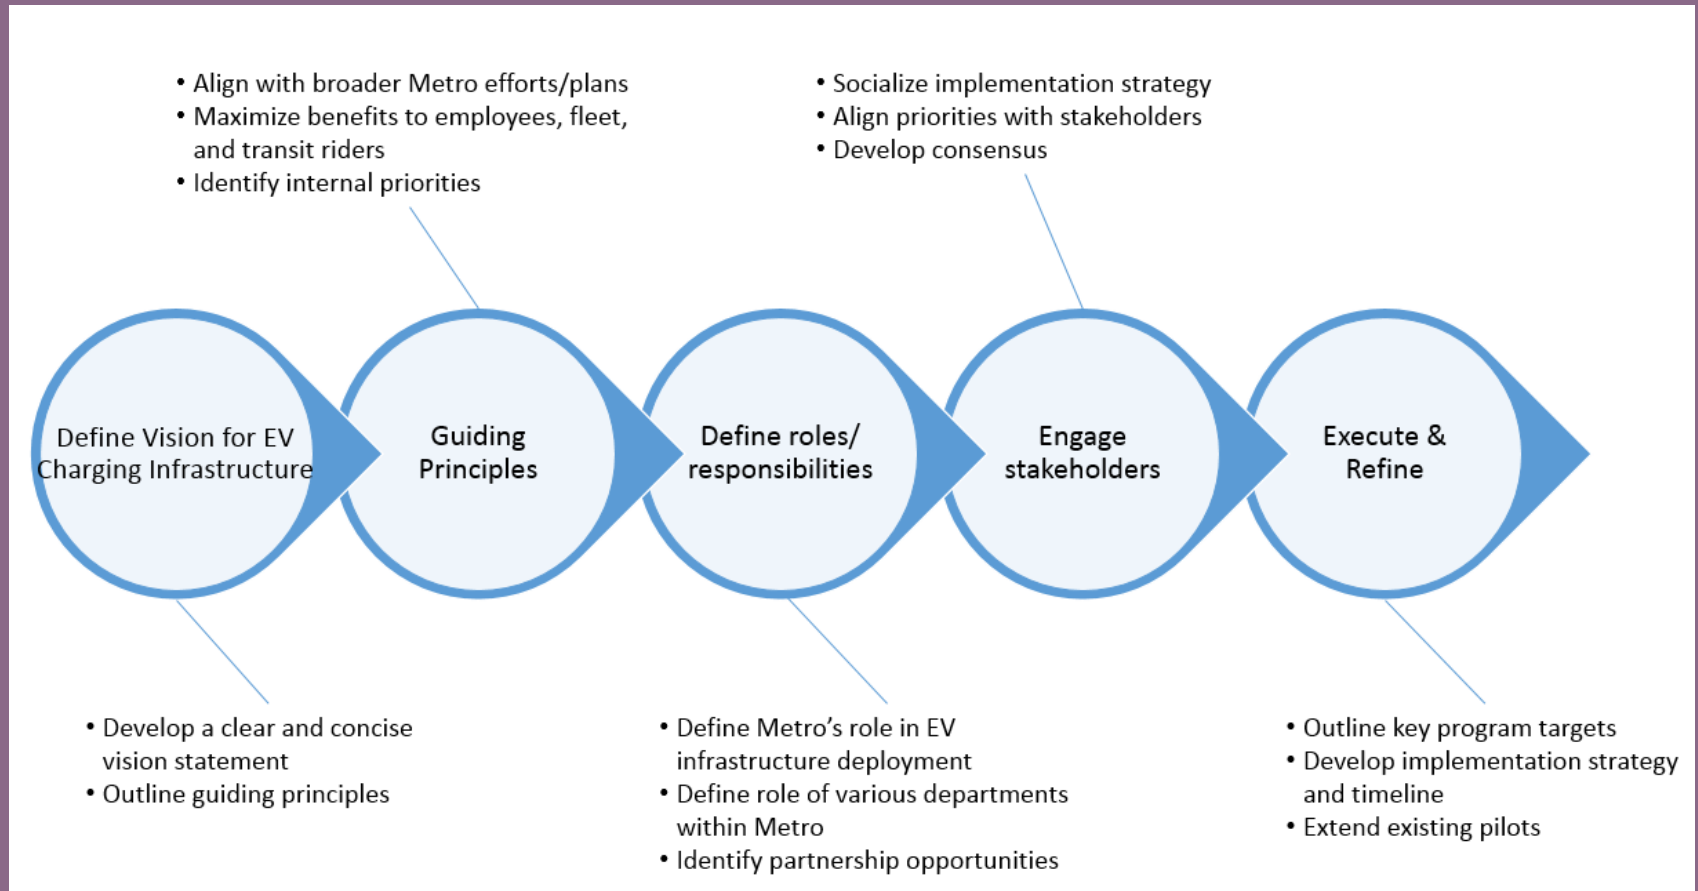 • Align with broader Metro efforts/plans
• Maximize benefits to employees, fleet,
and transit riders
• Identify internal priorities
• Socialize implementation strategy
• Align priorities with stakeholders
• Develop consensus
Define Vision for EV
Charging Infrastructure
Guiding
Principles
Define roles/
responsibilities
Engage
stakeholders
Execute &
Refine
• Develop a clear and concise
vision statement
• Outline guiding principles
• Define Metro’s role in EV
infrastructure deployment
• Define role of various departments
within Metro
• Identify partnership opportunities
• Outline key program targets
• Develop implementation strategy
and timeline
• Extend existing pilots